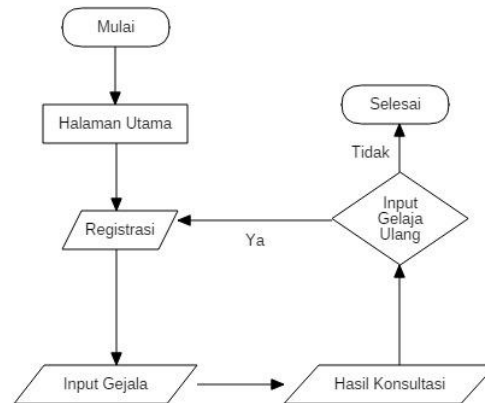 Mulai
Halaman Utama
Registrasi
Input Gejala
Hasil Konsultasi
Input
Gelaja
Ulang
Ya
Tidak
Selesai